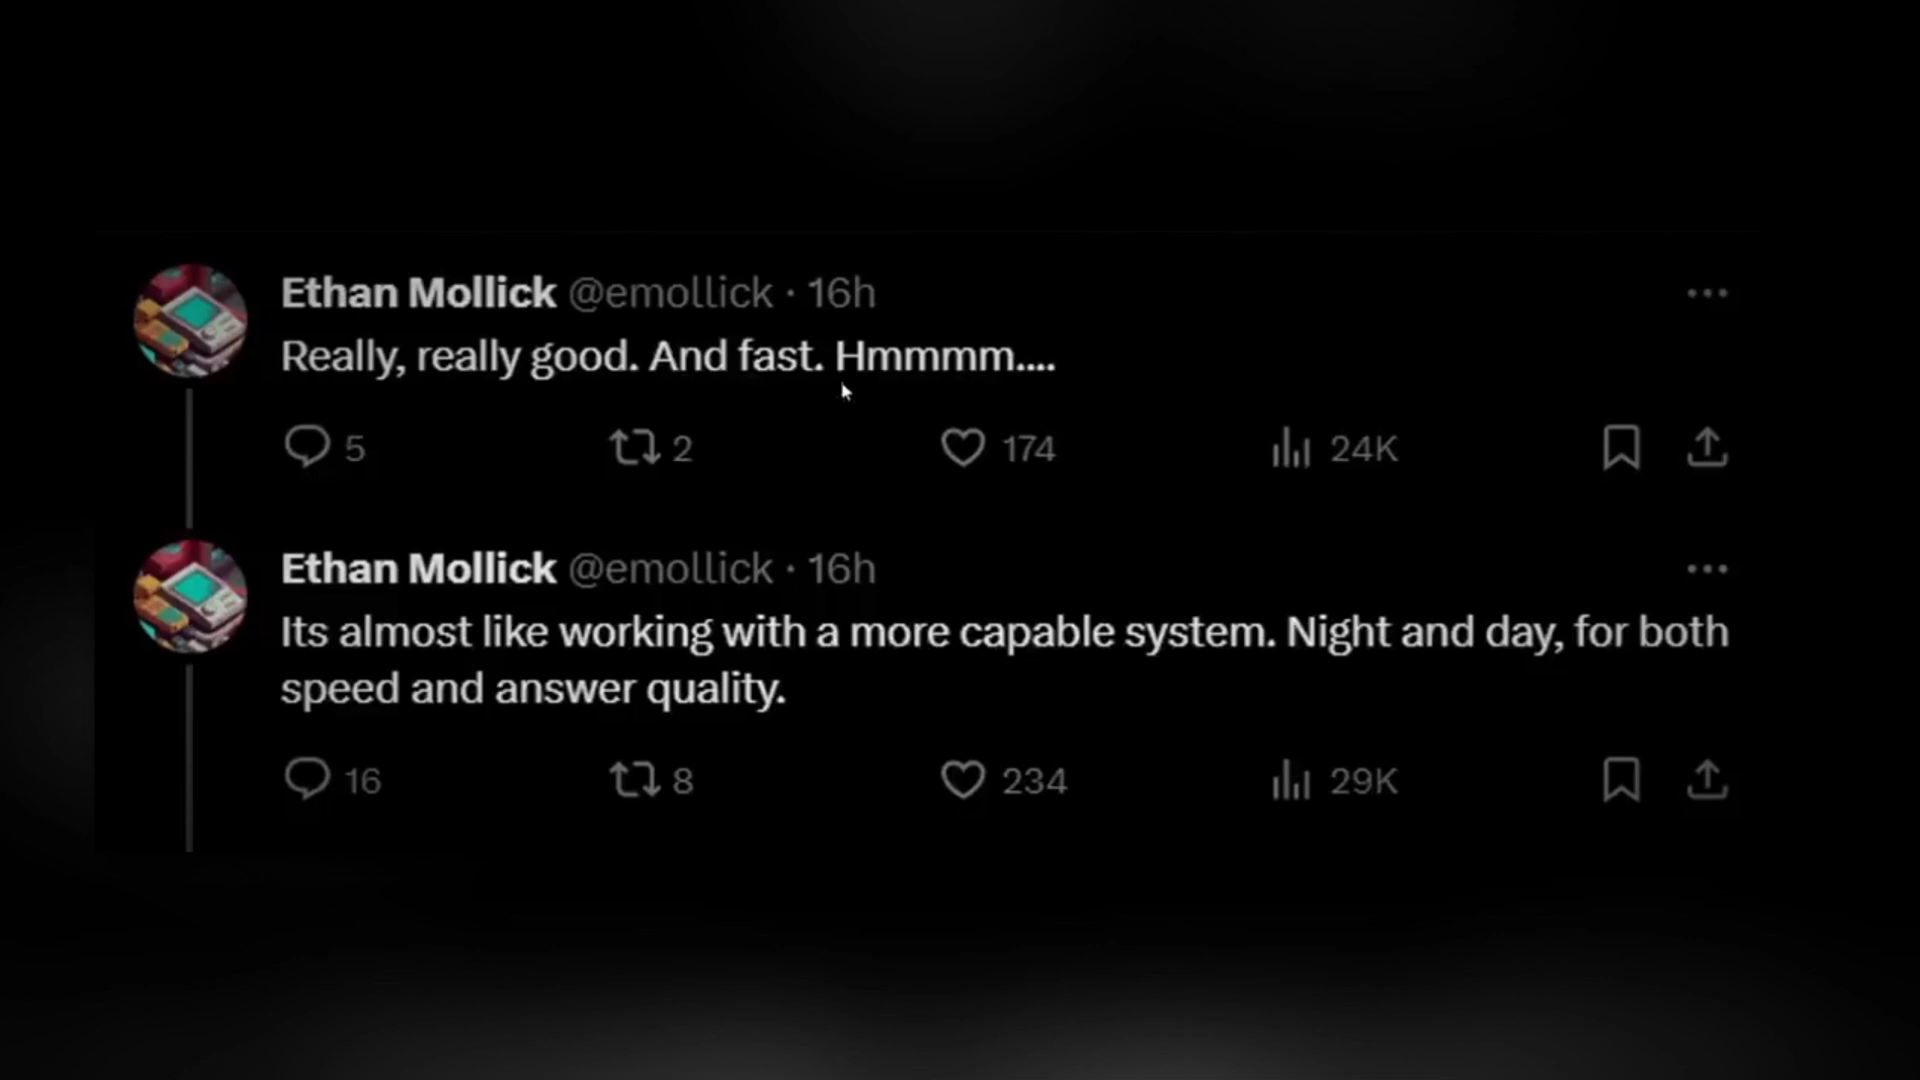 Ethan Mollick @emollick · 16h
Really, really good. And fast. Hmmmm....
5 2 174 24K
Ethan Mollick @emollick · 16h
Its almost like working with a more capable system. Night and day, for both
speed and answer quality.
16 8 234 29K